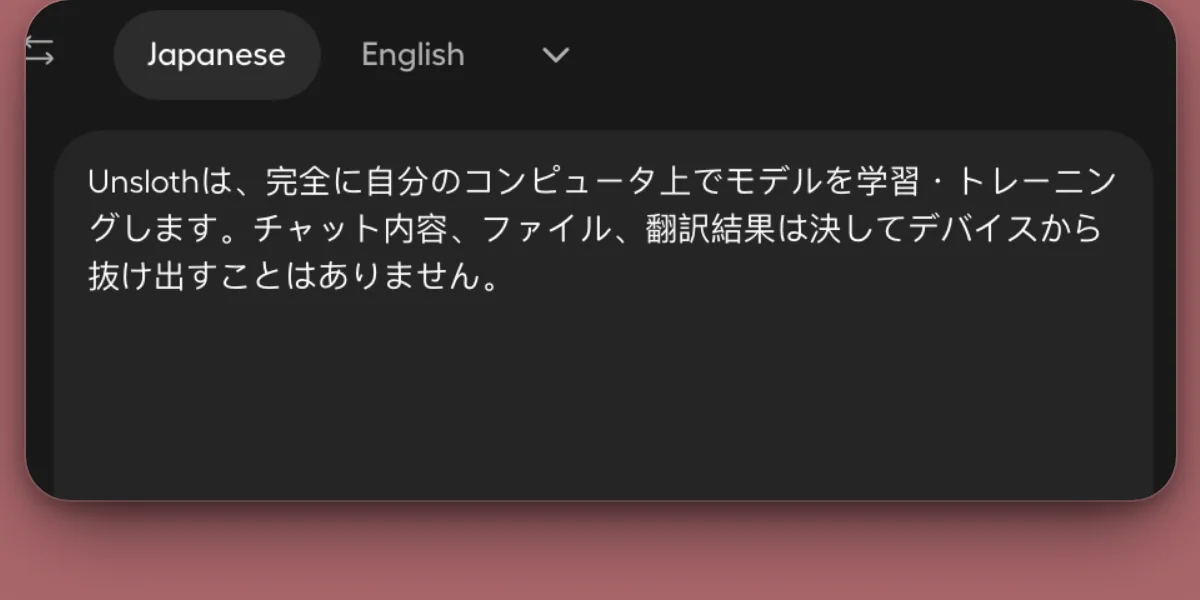 Japanese English
Unslothは、完全に自分のコンピュータ上でモデルを学習・トレーニン
グします。チャット内容、ファイル、翻訳結果は決してデバイスから
抜け出すことはありません。